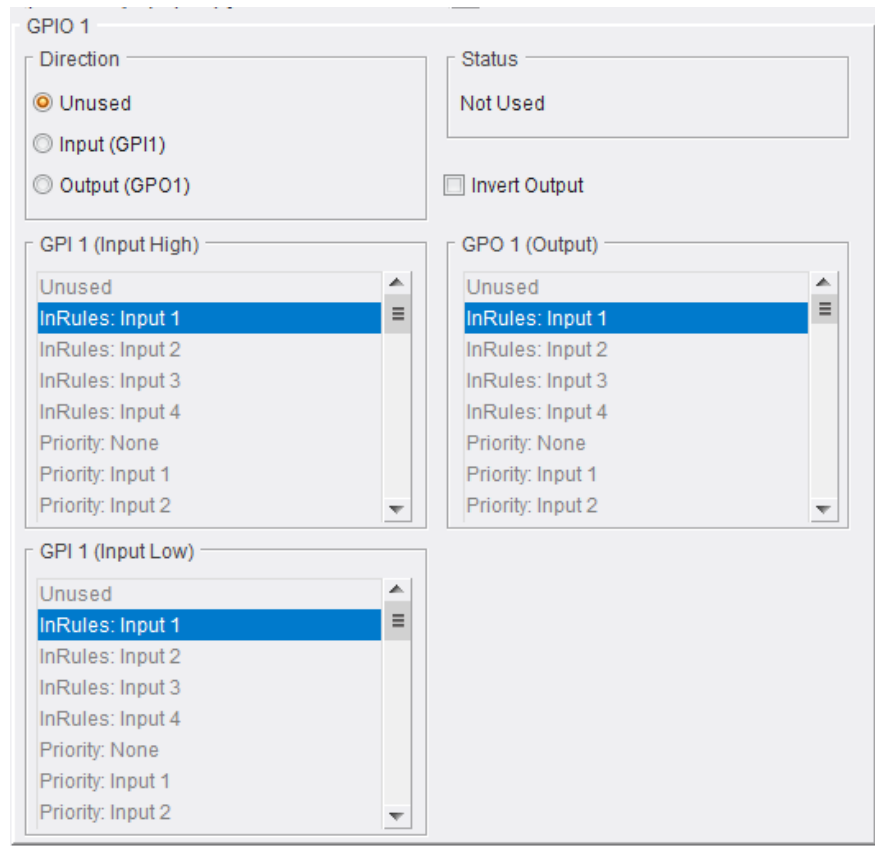 GPIO 1
Direction
Unused
Input (GPI1)
Output (GPO1)
Status
Not Used
Invert Output
GPI 1 (Input High)
Unused
InRules: Input 1
InRules: Input 2
InRules: Input 3
InRules: Input 4
Priority: None
Priority: Input 1
Priority: Input 2
GPO 1 (Output)
Unused
InRules: Input 1
InRules: Input 2
InRules: Input 3
InRules: Input 4
Priority: None
Priority: Input 1
Priority: Input 2
GPI 1 (Input Low)
Unused
InRules: Input 1
InRules: Input 2
InRules: Input 3
InRules: Input 4
Priority: None
Priority: Input 1
Priority: Input 2